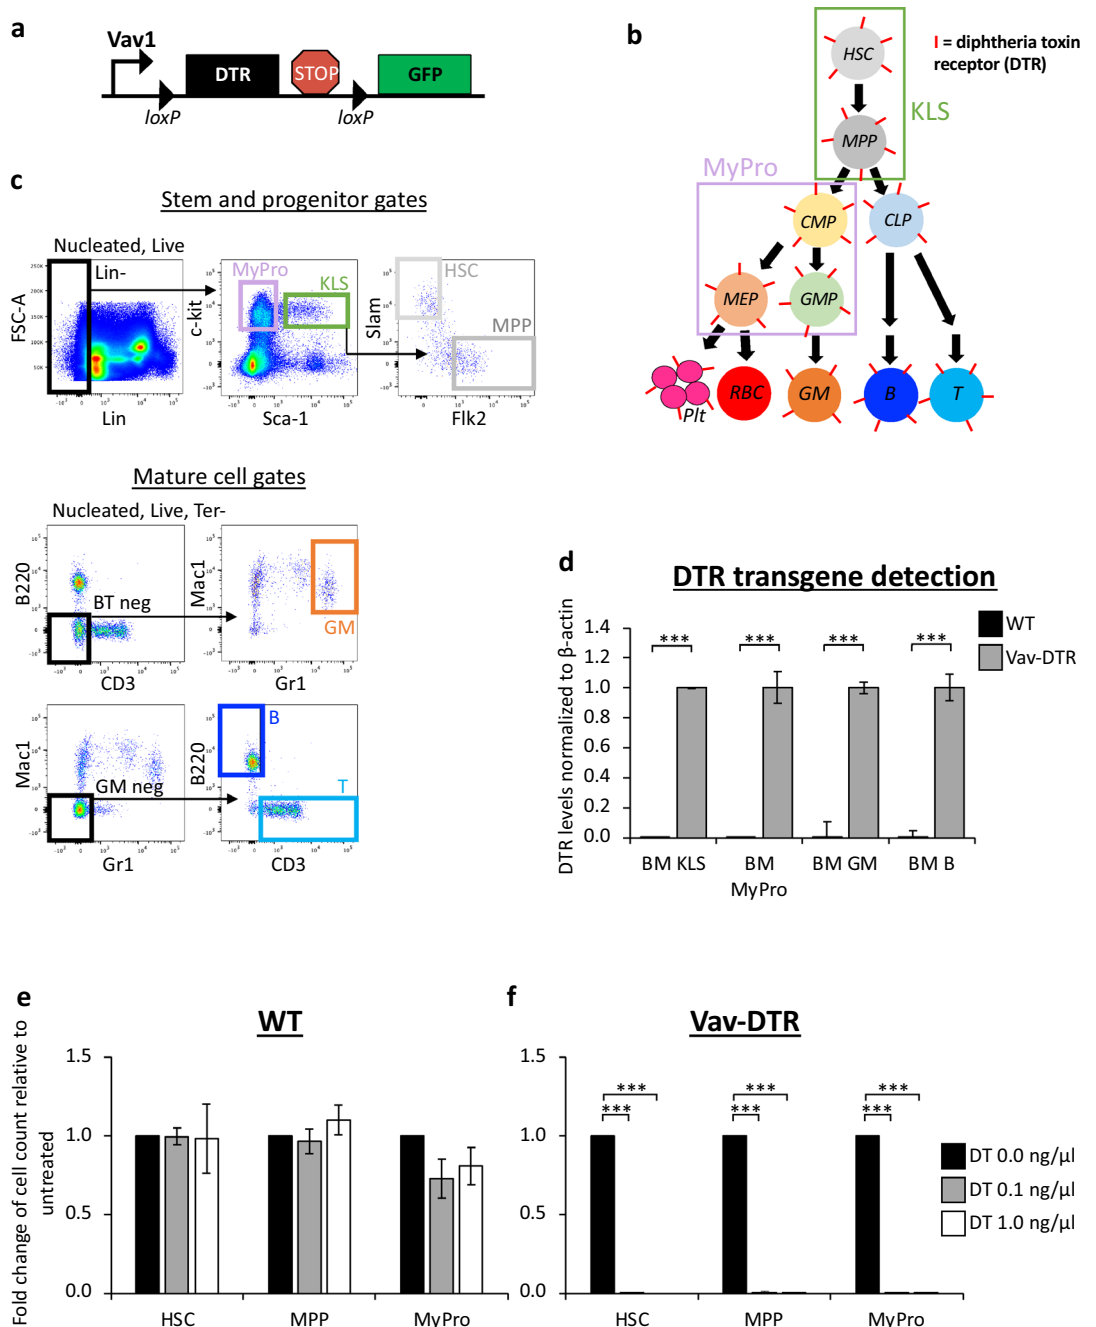 a
Vav1
DTR
STOP
GFP
loxP
loxP
b
HSC
I = diphtheria toxin
receptor (DTR)
KLS
MPP
MyPro
CMP
CLP
MEP
GMP
Plt
RBC
GM
B
T
c
Stem and progenitor gates
Nucleated, Live
Lin-
FSC-A
250K
200K
150K
100K
50K
Lin
MyPro
KLS
c-kit
Sca-1
HSC
MPP
Slam
Flk2
Mature cell gates
Nucleated, Live, Ter-
B220
BT neg
CD3
Mac1
GM
Gr1
Mac1
GM neg
Gr1
B220
B
T
CD3
d
DTR transgene detection
WT
Vav-DTR
DTR levels normalized to β-actin
1.4
1.2
1.0
0.8
0.6
0.4
0.2
0.0
*** *** *** ***
BM KLS
BM
MyPro
BM GM
BM B
e
WT
Fold change of cell count relative to
untreated
1.5
1.0
0.5
0.0
HSC
MPP
MyPro
f
Vav-DTR
1.5
1.0
0.5
0.0
*** *** ***
*** *** ***
HSC
MPP
MyPro
DT 0.0 ng/μl
DT 0.1 ng/μl
DT 1.0 ng/μl